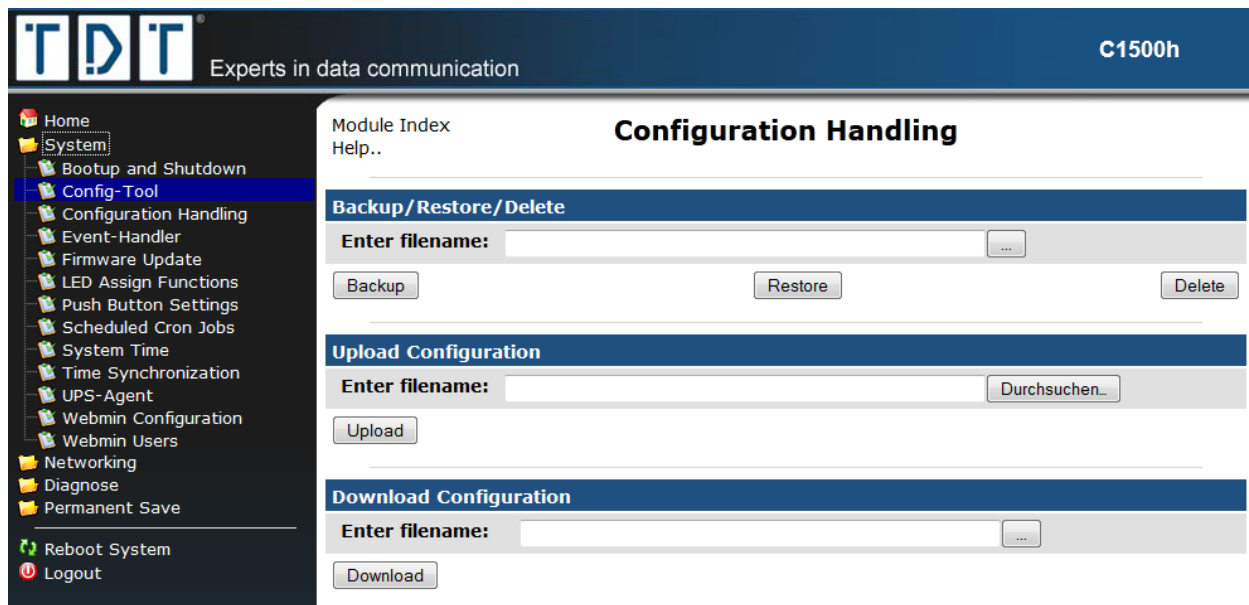 TDT®
Experts in data communication
C1500h
Home
System
Bootup and Shutdown
Config-Tool
Configuration Handling
Event-Handler
Firmware Update
LED Assign Functions
Push Button Settings
Scheduled Cron Jobs
System Time
Time Synchronization
UPS-Agent
Webmin Configuration
Webmin Users
Networking
Diagnose
Permanent Save
Reboot System
Logout
Module Index
Help..
Configuration Handling
Backup/Restore/Delete
Enter filename: ...
Backup Restore Delete
Upload Configuration
Enter filename: Durchsuchen...
Upload
Download Configuration
Enter filename: ...
Download